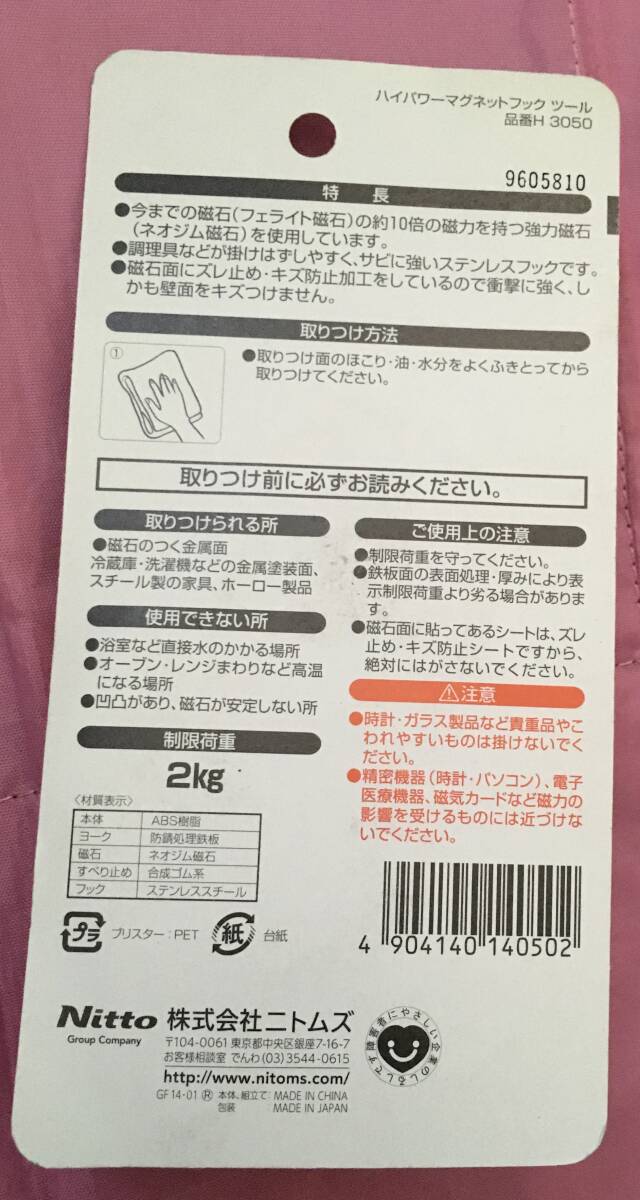 ハイパワーマグネットフック ツール
品番H 3050
9605810
特 長
●今までの磁石(フェライト磁石)の約10倍の磁力を持つ強力磁石
(ネオジム磁石)を使用しています。
●調理具などが掛けはずしやすく、サビに強いステンレスフックです。
●磁石面にズレ止め・キズ防止加工をしているので衝撃に強く、し
かも壁面をキズつけません。
取りつけ方法
①
●取りつけ面のほこり・油・水分をよくふきとってから
取りつけてください。
取りつけ前に必ずお読みください。
取りつけられる所
●磁石のつく金属面
冷蔵庫・洗濯機などの金属塗装面、
スチール製の家具、ホーロー製品
使用できない所
●浴室など直接水のかかる場所
●オーブン・レンジまわりなど高温
になる場所
●凹凸があり、磁石が安定しない所
制限荷重
2kg
〈材質表示〉
本体 ABS樹脂
ヨーク 防錆処理鉄板
磁石 ネオジム磁石
すべり止め 合成ゴム系
フック ステンレススチール
プラ ブリスター:PET 紙 台紙
ご使用上の注意
●制限荷重を守ってください。
●鉄板面の表面処理・厚みにより表
示制限荷重より劣る場合がありま
す。
●磁石面に貼ってあるシートは、ズレ
止め・キズ防止シートですから、
絶対にはがさないでください。
⚠注意
●時計・ガラス製品など貴重品やこ
われやすいものは掛けないでく
ださい。
●精密機器(時計・パソコン)、電子
医療機器、磁気カードなど磁力の
影響を受けるものには近づけな
いでください。
4 904140 140502
Nitto 株式会社ニトムズ
Group Company
〒104-0061 東京都中央区銀座7-16-7
お客様相談室 でんわ(03)3544-0615
http://www.nitoms.com/
GF 14・01 Ⓡ 本体、組立て: MADE IN CHINA
包装 : MADE IN JAPAN
障害者にやさしい企業のしるしです